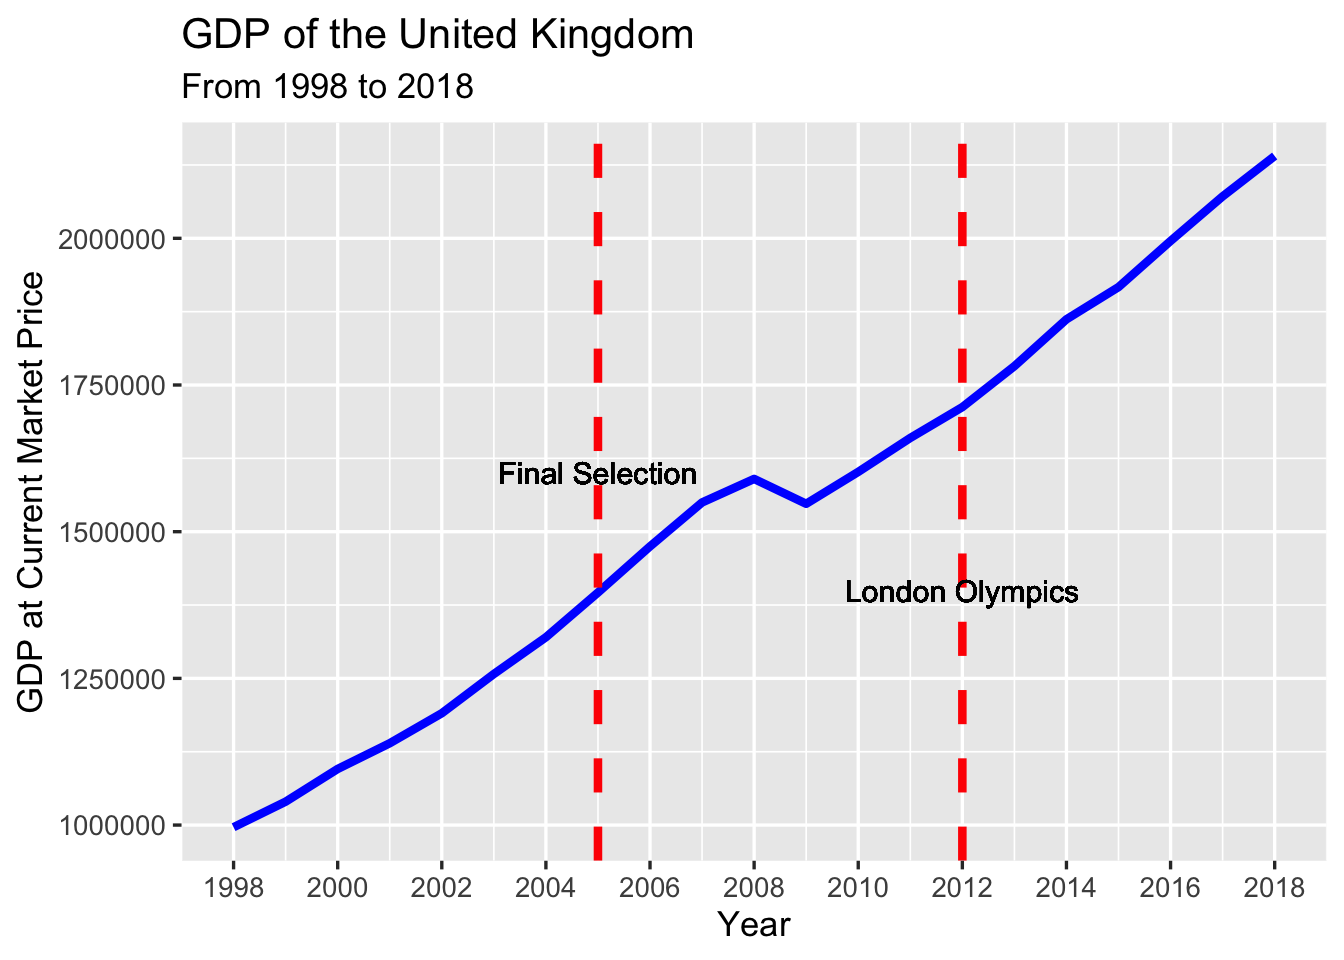 GDP of the United Kingdom
From 1998 to 2018
GDP at Current Market Price
2000000
1750000
1500000
1250000
1000000
Final Selection
London Olympics
1998 2000 2002 2004 2006 2008 2010 2012 2014 2016 2018
Year